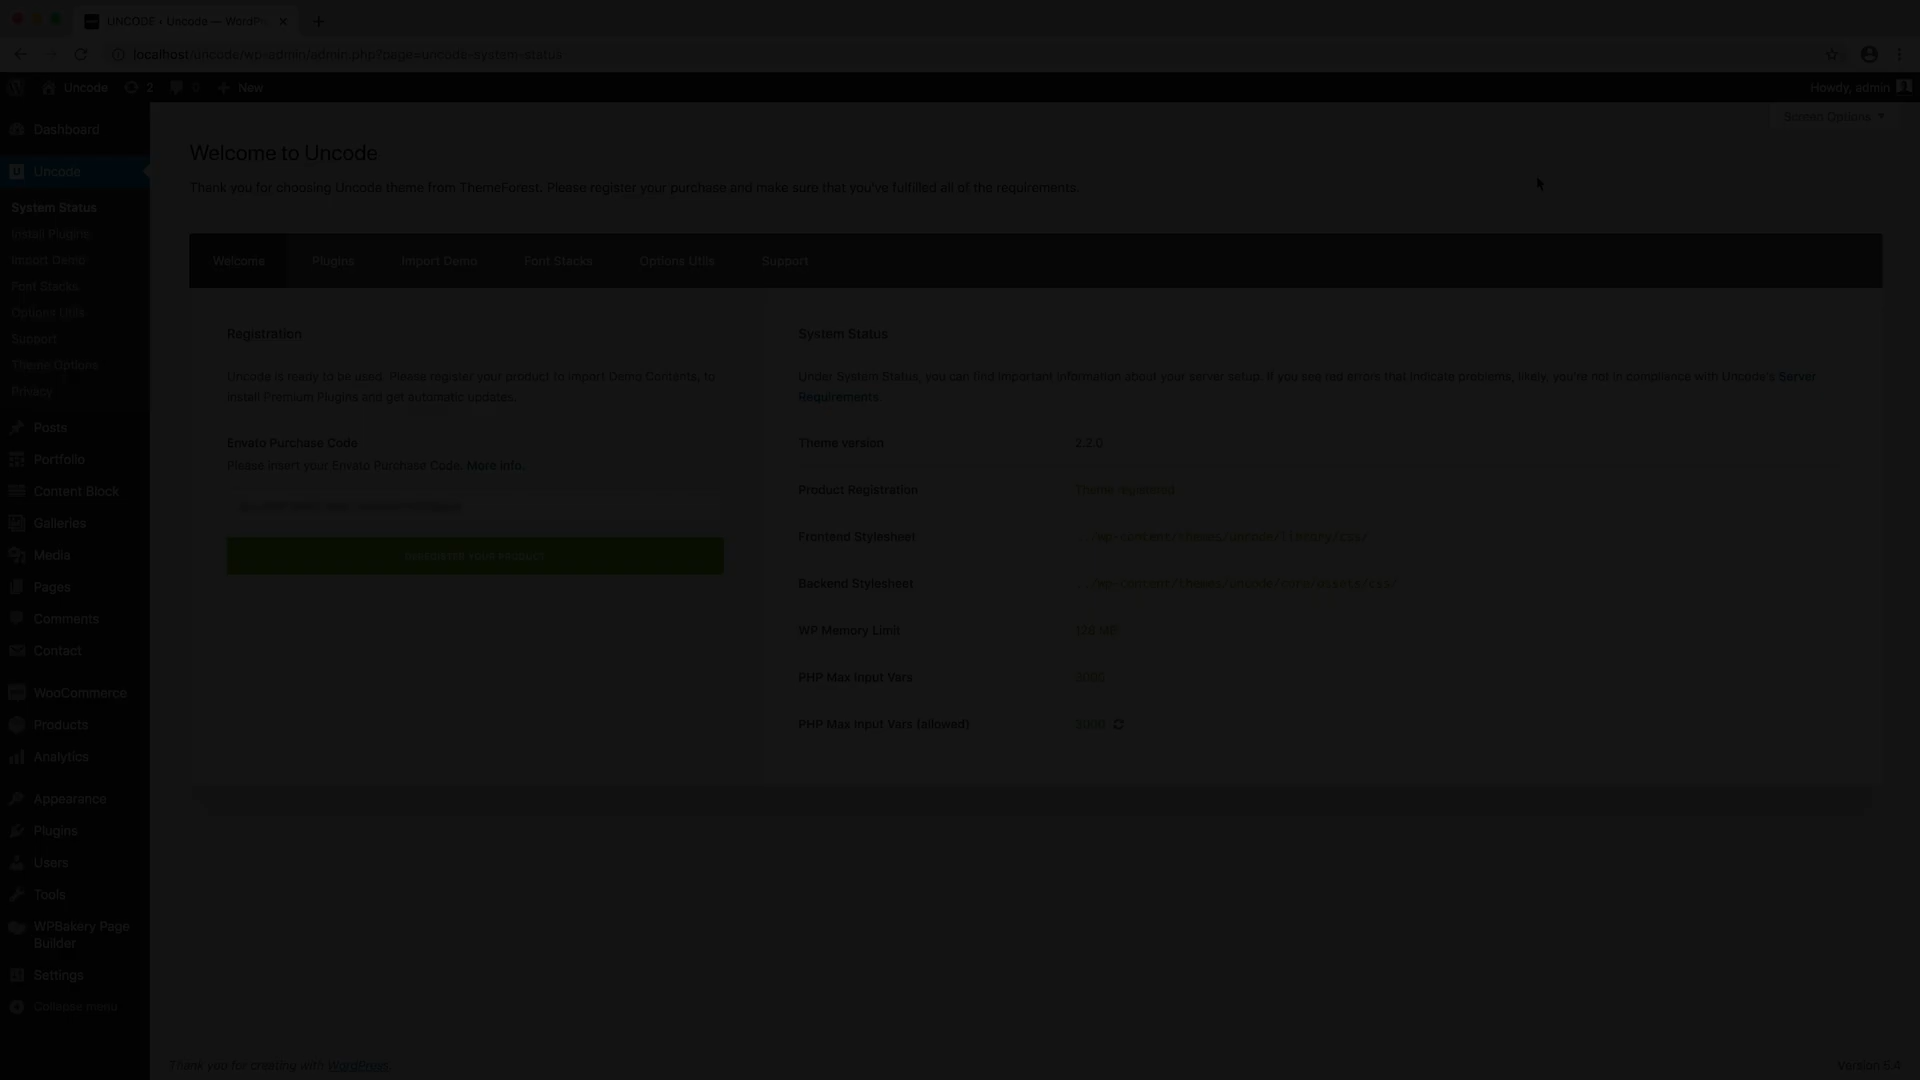 UNCODE ‹ Uncode — WordPr
localhost/uncode/wp-admin/admin.php?page=uncode-system-status
Uncode 2 0 New
Howdy, admin
Screen Options
Dashboard
Uncode
System Status
Install Plugins
Import Demo
Font Stacks
Options Utils
Support
Theme Options
Privacy
Posts
Portfolio
Content Block
Galleries
Media
Pages
Comments
Contact
WooCommerce
Products
Analytics
Appearance
Plugins
Users
Tools
WPBakery Page
Builder
Settings
Collapse menu
Welcome to Uncode
Thank you for choosing Uncode theme from ThemeForest. Please register your purchase and make sure that you've fulfilled all of the requirements.
Welcome Plugins Import Demo Font Stacks Options Utils Support
Registration
Uncode is ready to be used. Please register your product to import Demo Contents, to
install Premium Plugins and get automatic updates.
Envato Purchase Code
Please insert your Envato Purchase Code. More info.
DEREGISTER YOUR PRODUCT
System Status
Under System Status, you can find important information about your server setup. If you see red errors that indicate problems, likely, you're not in compliance with Uncode's Server
Requirements.
Theme version 2.2.0
Product Registration Theme registered
Frontend Stylesheet ../wp-content/themes/uncode/library/css/
Backend Stylesheet ../wp-content/themes/uncode/core/assets/css/
WP Memory Limit 128 MB
PHP Max Input Vars 3000
PHP Max Input Vars (allowed) 3000
Thank you for creating with WordPress.
Version 5.4